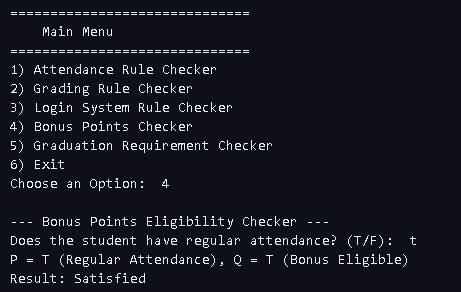 ==============================
    Main Menu
==============================
1) Attendance Rule Checker
2) Grading Rule Checker
3) Login System Rule Checker
4) Bonus Points Checker
5) Graduation Requirement Checker
6) Exit
Choose an Option:  4

--- Bonus Points Eligibility Checker ---
Does the student have regular attendance? (T/F):  t
P = T (Regular Attendance), Q = T (Bonus Eligible)
Result: Satisfied